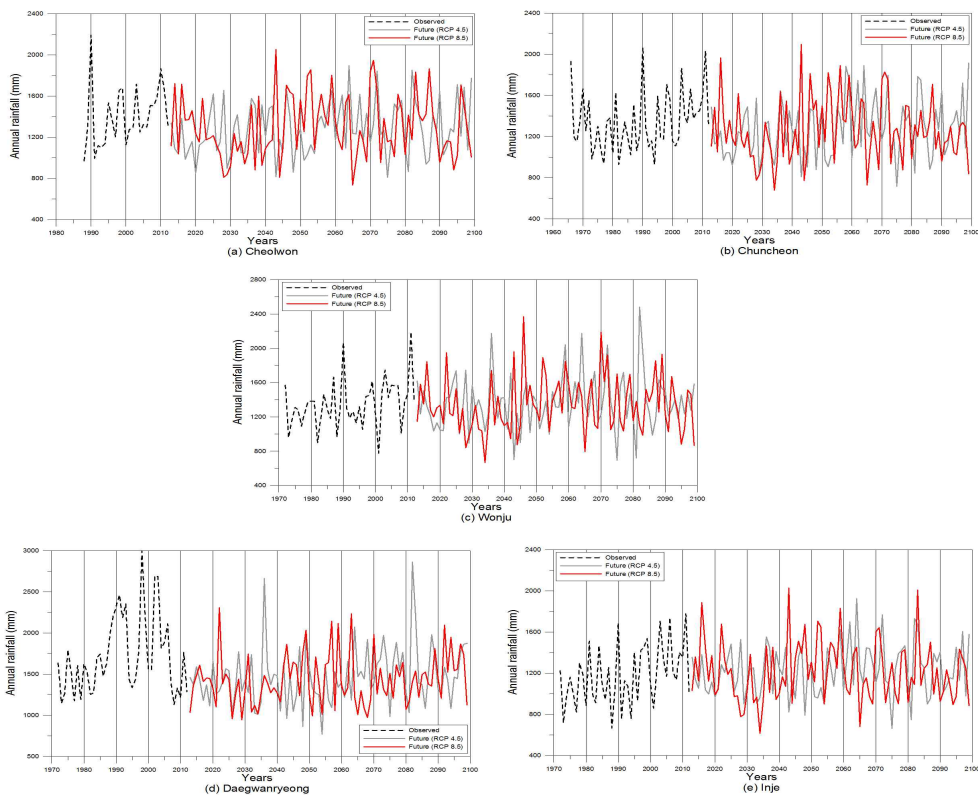 2400
2000
1600
1200
800
400
Annual rainfall (mm)
Observed
Future (RCP 4.5)
Future (RCP 8.5)
1980 1990 2000 2010 2020 2030 2040 2050 2060 2070 2080 2090 2100
Years
(a) Cheolwon
2400
2000
1600
1200
800
400
Annual rainfall (mm)
Observed
Future (RCP 4.5)
Future (RCP 8.5)
1960 1970 1980 1990 2000 2010 2020 2030 2040 2050 2060 2070 2080 2090 2100
Years
(b) Chuncheon
2800
2400
2000
1600
1200
800
400
Annual rainfall (mm)
Observed
Future (RCP 4.5)
Future (RCP 8.5)
1970 1980 1990 2000 2010 2020 2030 2040 2050 2060 2070 2080 2090 2100
Years
(c) Wonju
3000
2500
2000
1500
1000
500
Annual rainfall (mm)
Observed
Future (RCP 4.5)
Future (RCP 8.5)
1970 1980 1990 2000 2010 2020 2030 2040 2050 2060 2070 2080 2090 2100
Years
(d) Daegwanryeong
2400
2000
1600
1200
800
400
Annual rainfall (mm)
Observed
Future (RCP 4.5)
Future (RCP 8.5)
1970 1980 1990 2000 2010 2020 2030 2040 2050 2060 2070 2080 2090 2100
Years
(e) Inje